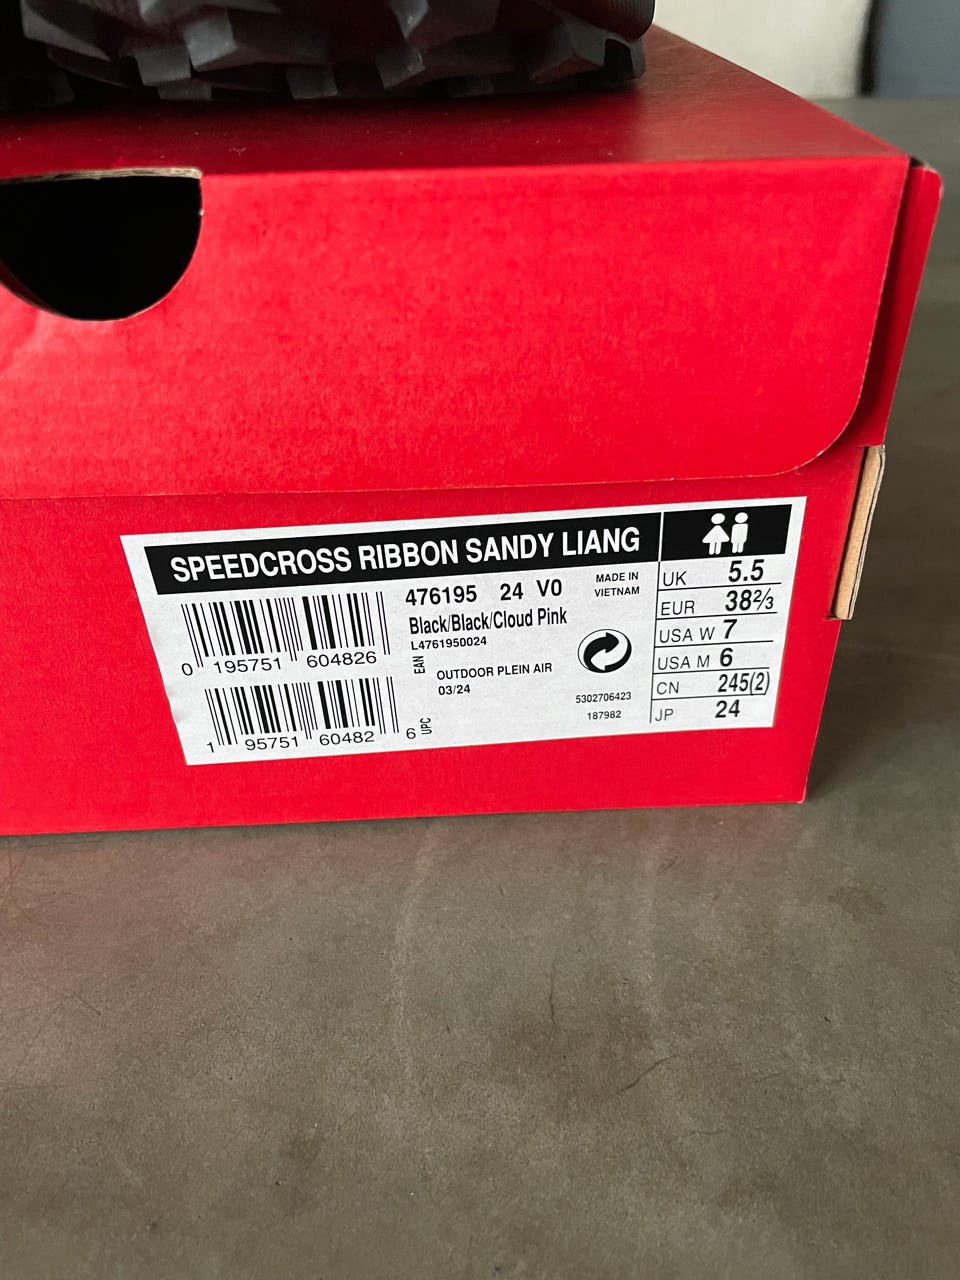 SPEEDCROSS RIBBON SANDY LIANG
476195 24 V0
Black/Black/Cloud Pink
L4761950024
MADE IN
VIETNAM
0 195751 604826
EAN
OUTDOOR PLEIN AIR
03/24
1 95751 60482 6
UPC
5302706423
187982
UK 5.5
EUR 38⅔
USA W 7
USA M 6
CN 245(2)
JP 24